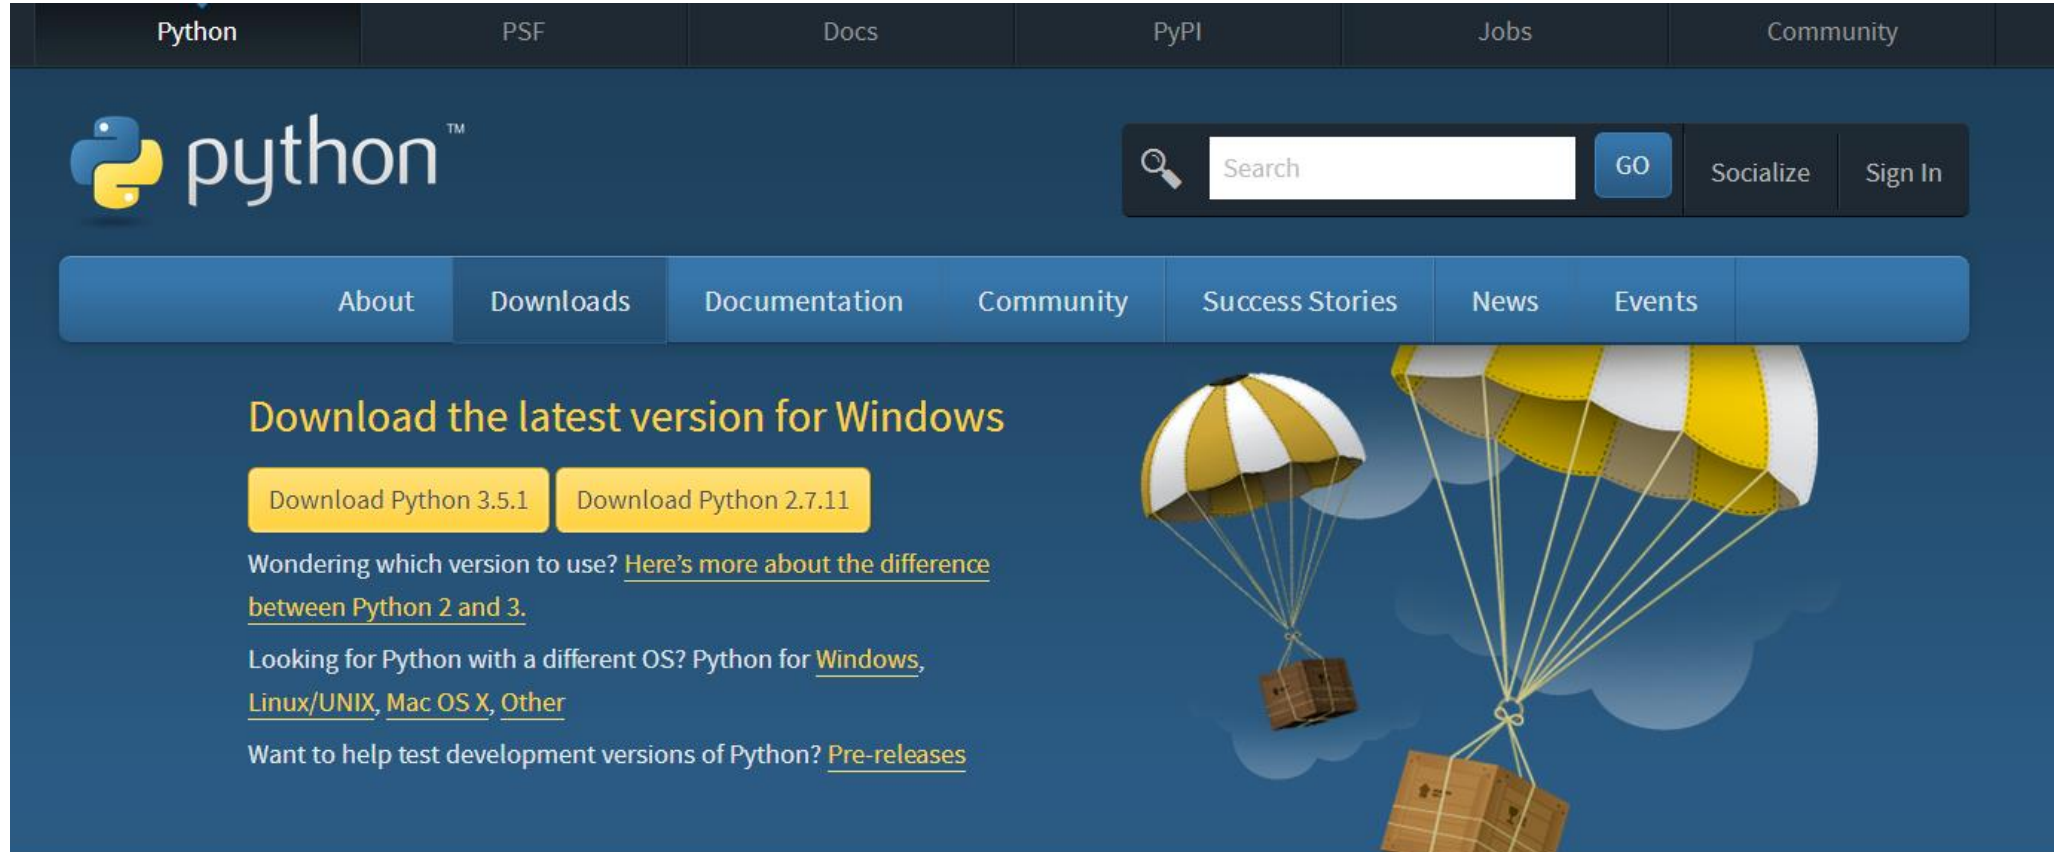 Python PSF Docs PyPI Jobs Community
python™
Search GO Socialize Sign In
About Downloads Documentation Community Success Stories News Events
Download the latest version for Windows
Download Python 3.5.1 Download Python 2.7.11
Wondering which version to use? Here’s more about the difference
between Python 2 and 3.
Looking for Python with a different OS? Python for Windows,
Linux/UNIX, Mac OS X, Other
Want to help test development versions of Python? Pre-releases